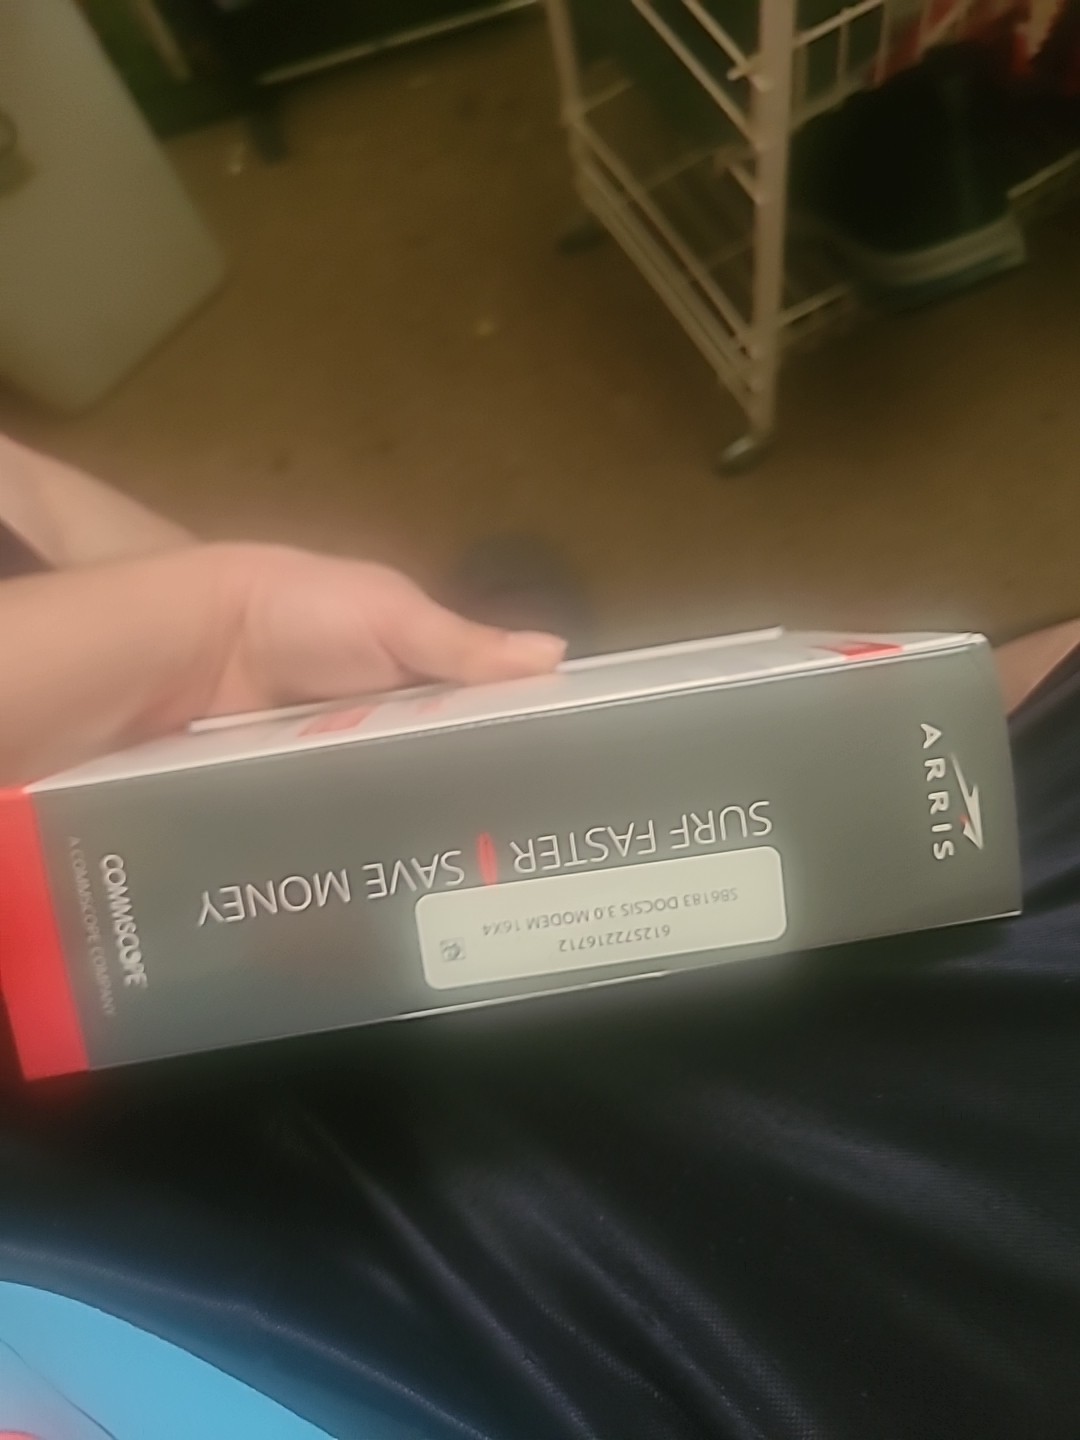 ARRIS
SURF FASTER SAVE MONEY
SB6183 DOCSIS 3.0 MODEM 16X4
612572216712
COMMSCOPE
A COMMSCOPE COMPANY